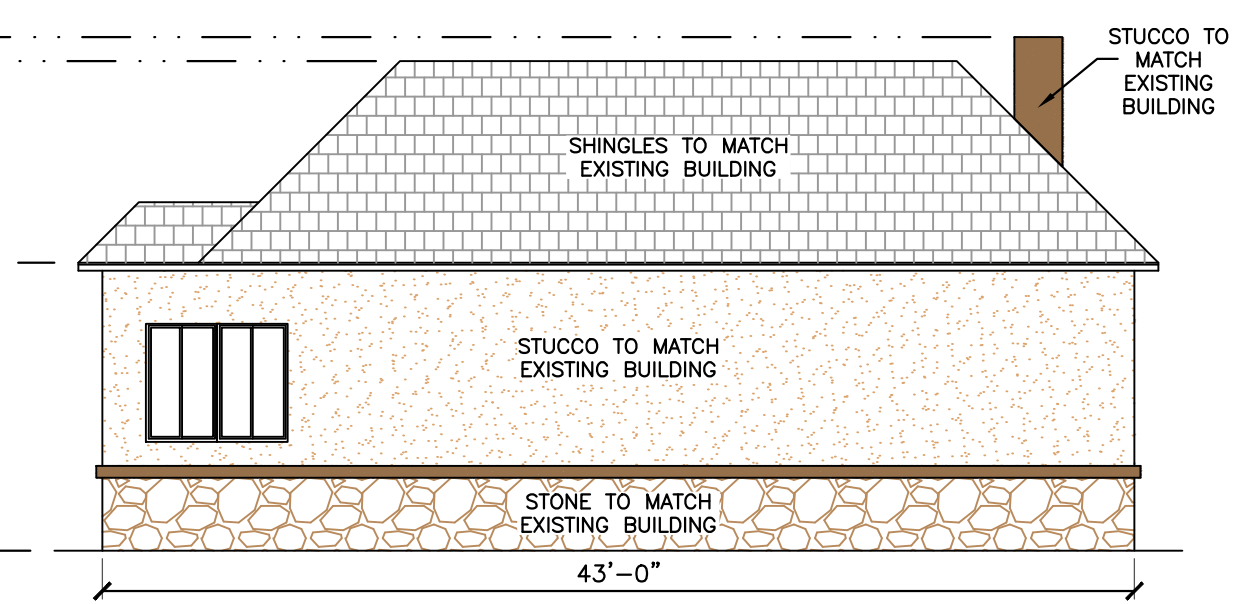 STUCCO TO
MATCH
EXISTING
BUILDING
SHINGLES TO MATCH
EXISTING BUILDING
STUCCO TO MATCH
EXISTING BUILDING
STONE TO MATCH
EXISTING BUILDING
43'-0"